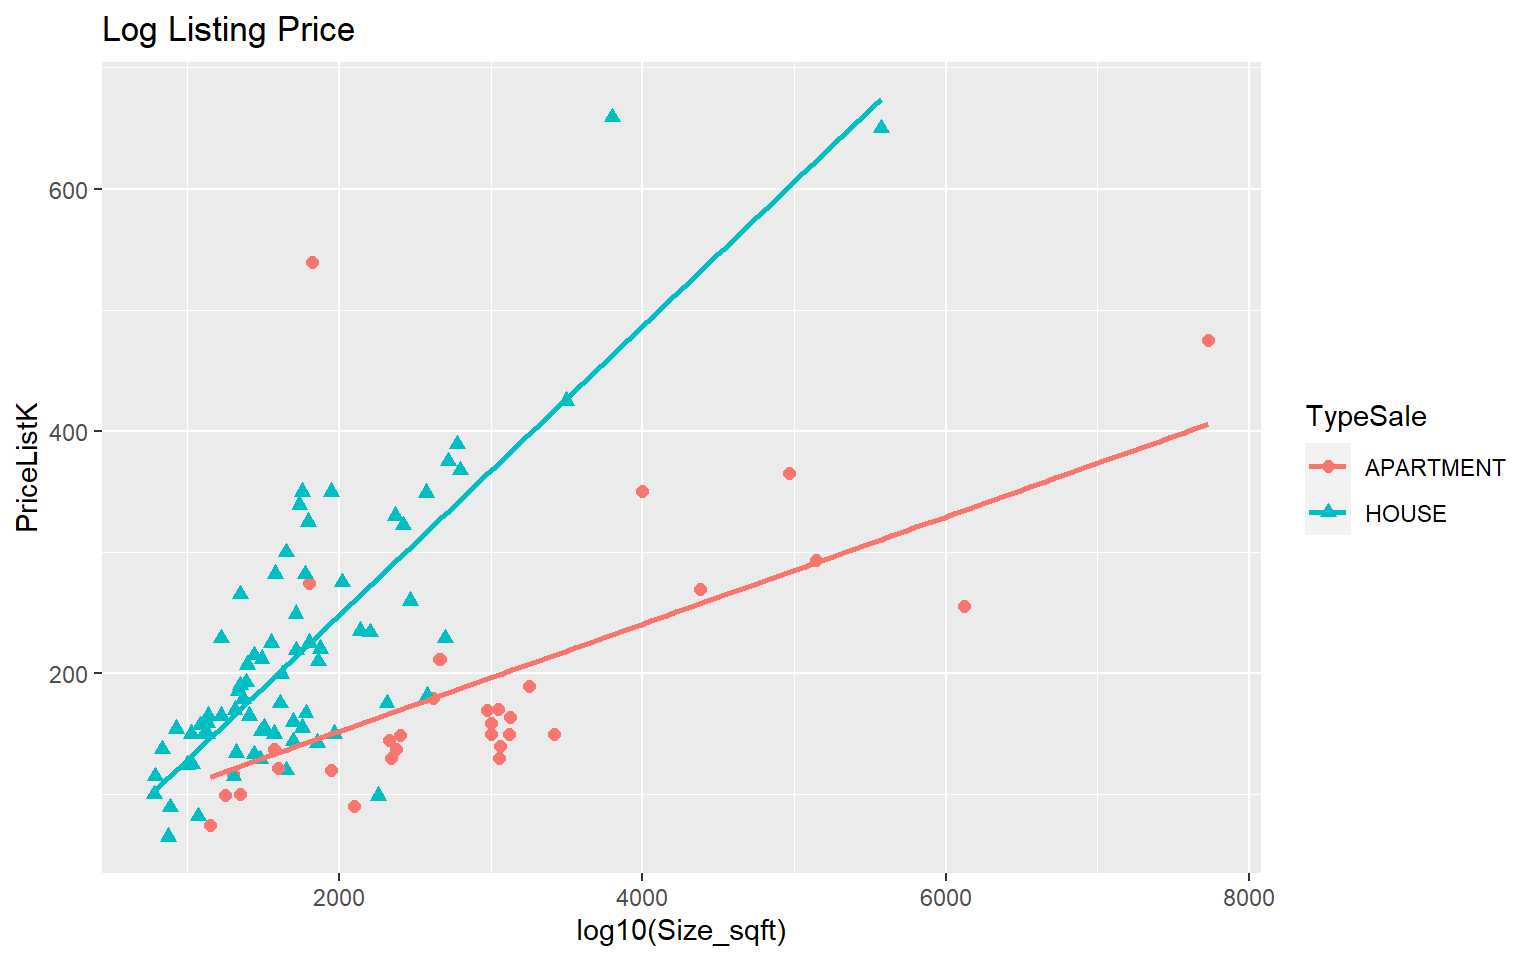 Log Listing Price
PriceListK
600
400
200
2000
4000
6000
8000
log10(Size_sqft)
TypeSale
APARTMENT
HOUSE